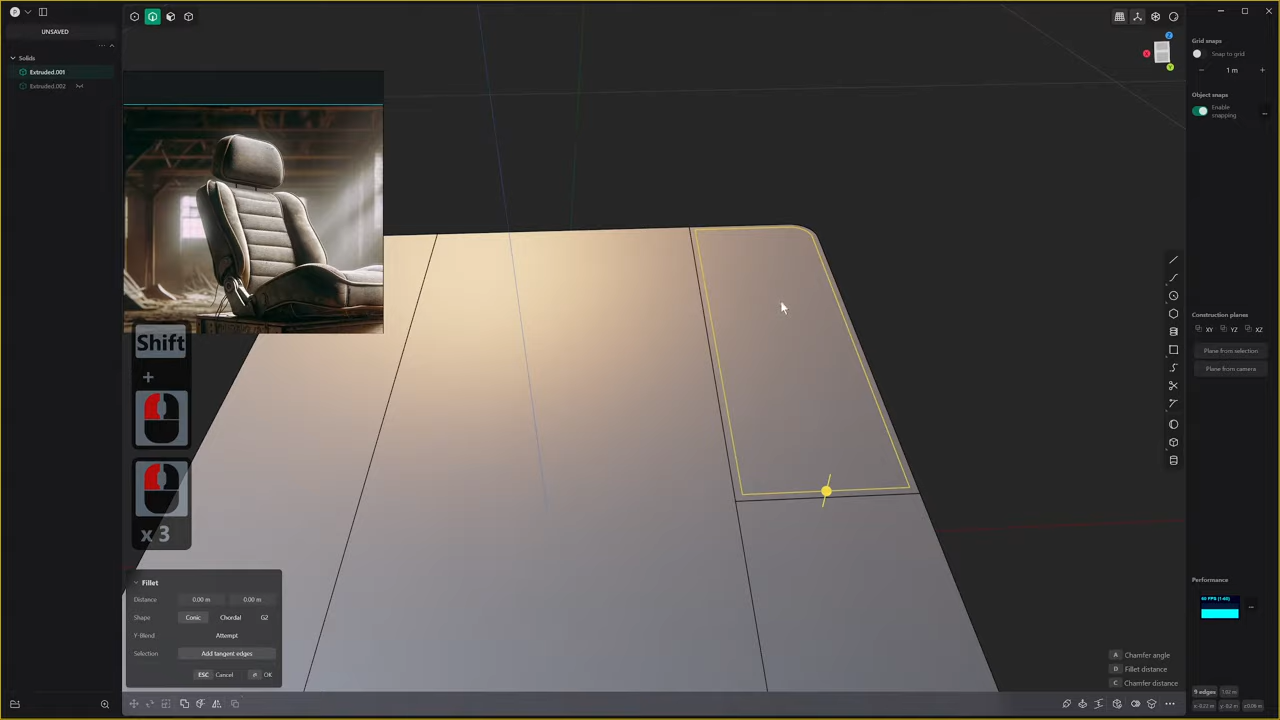 P
UNSAVED
Solids
Extruded.001
Extruded.002
Shift
+
x 3
Fillet
Distance 0.00 m 0.00 m
Shape Conic Chordal G2
Y-Blend Attempt
Selection Add tangent edges
ESC Cancel OK
Z
X
Y
Grid snaps
Snap to grid
1 m
Object snaps
Enable
snapping
Construction planes
XY YZ XZ
Plane from selection
Plane from camera
Performance
A Chamfer angle
D Fillet distance
C Chamfer distance
9 edges 1.02 m